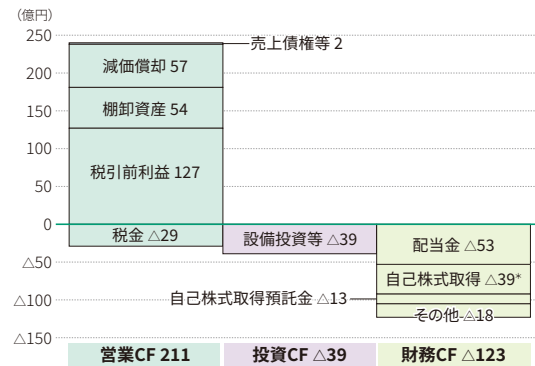 （億円）
250
200
150
100
50
0
△50
△100
△150
売上債権等 2
減価償却 57
棚卸資産 54
税引前利益 127
税金 △29
設備投資等 △39
配当金 △53
自己株式取得 △39*
自己株式取得預託金 △13
その他 △18
営業CF 211
投資CF △39
財務CF △123